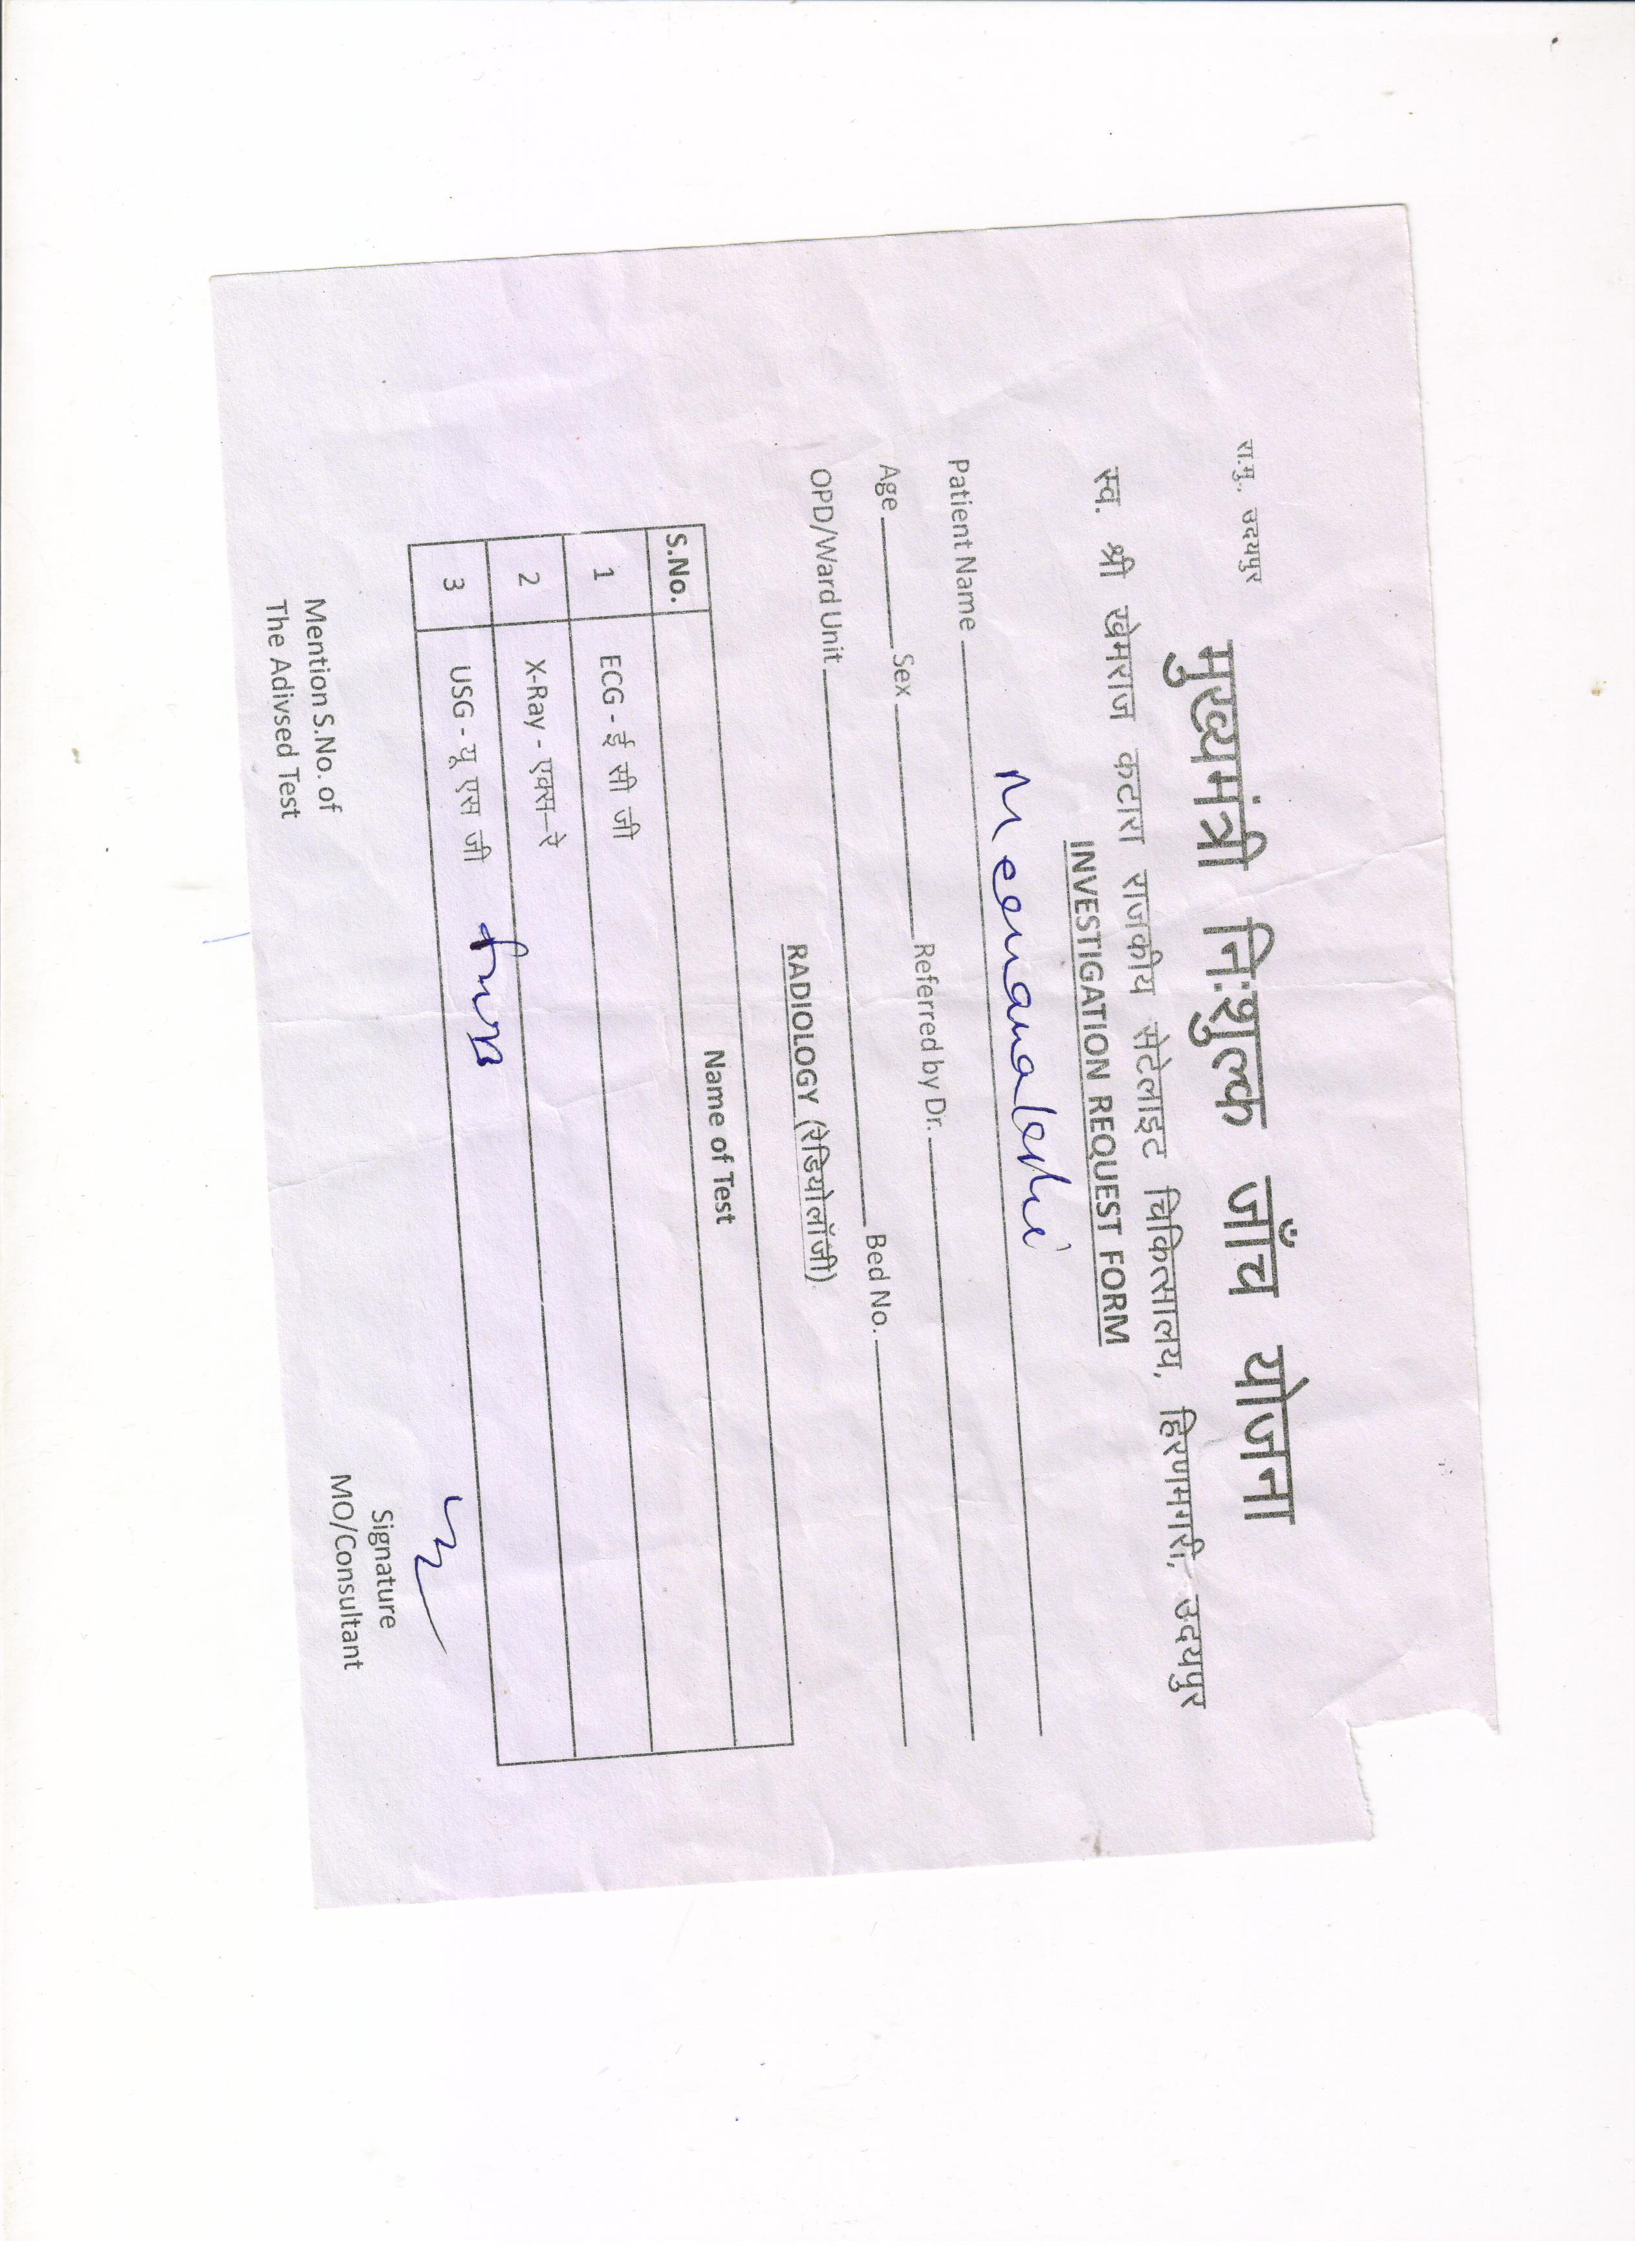 रा.मु., उदयपुर
मुख्यमंत्री निःशुल्क जाँच योजना
स्व. श्री खेमराज कटारा राजकीय सेटेलाइट चिकित्सालय, हिरणमगरी, उदयपुर
INVESTIGATION REQUEST FORM
Patient Name Meenakshi
Age Sex Referred by Dr.
OPD/Ward Unit Bed No.
RADIOLOGY (रेडियोलॉजी)
S.No. Name of Test
1 ECG - ई सी जी
2 X-Ray - एक्स-रे
3 USG - यू एस जी
Mention S.No. of
The Adivsed Test
Signature
MO/Consultant